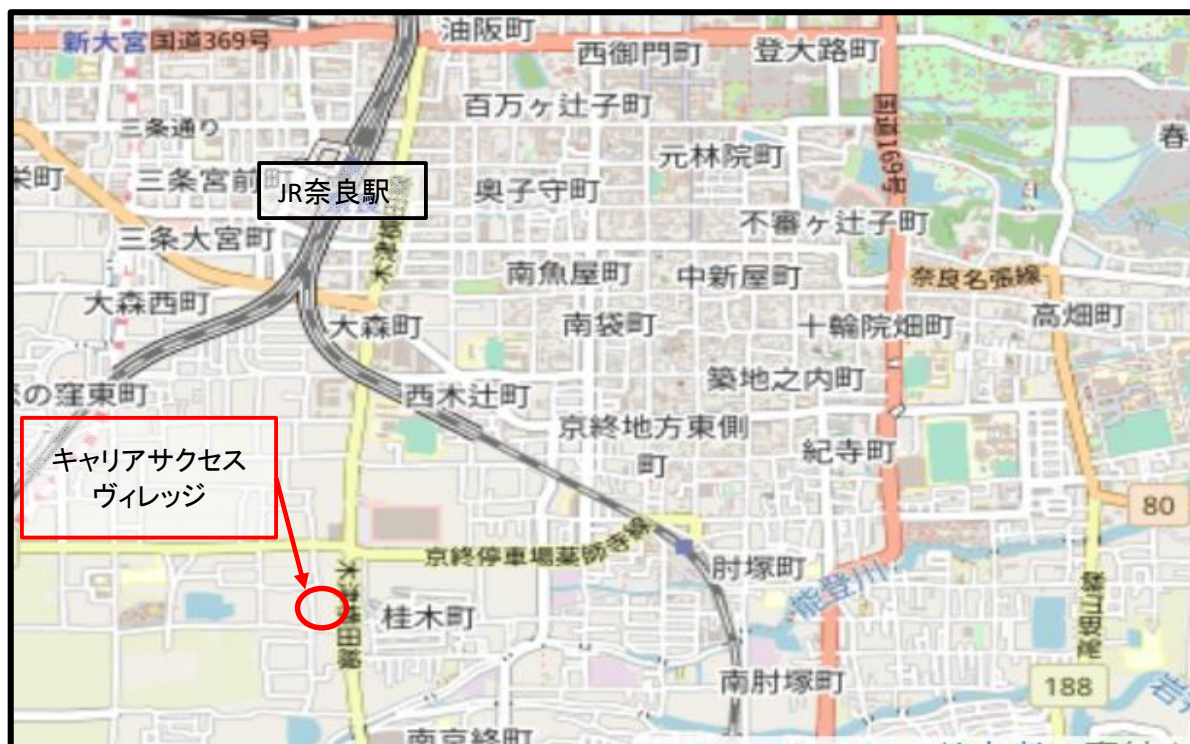 油阪町
新大宮
国道369号
西御門町
登大路町
百万ヶ辻子町
国道169号
三条通り
元林院町
春
栄町
三条宮前町
JR奈良駅
奥子守町
不審ヶ辻子町
三条大宮町
南魚屋町
中新屋町
奈良名張線
大森西町
大森町
南袋町
十輪院畑町
高畑町
の窪東町
西木辻町
築地之内町
京終地方東側
町
紀寺町
キャリアサクセス
ヴィレッジ
80
京終停車場薬師寺線
肘塚町
能登川
桂木町
高畑山線
南肘塚町
188
南京終町